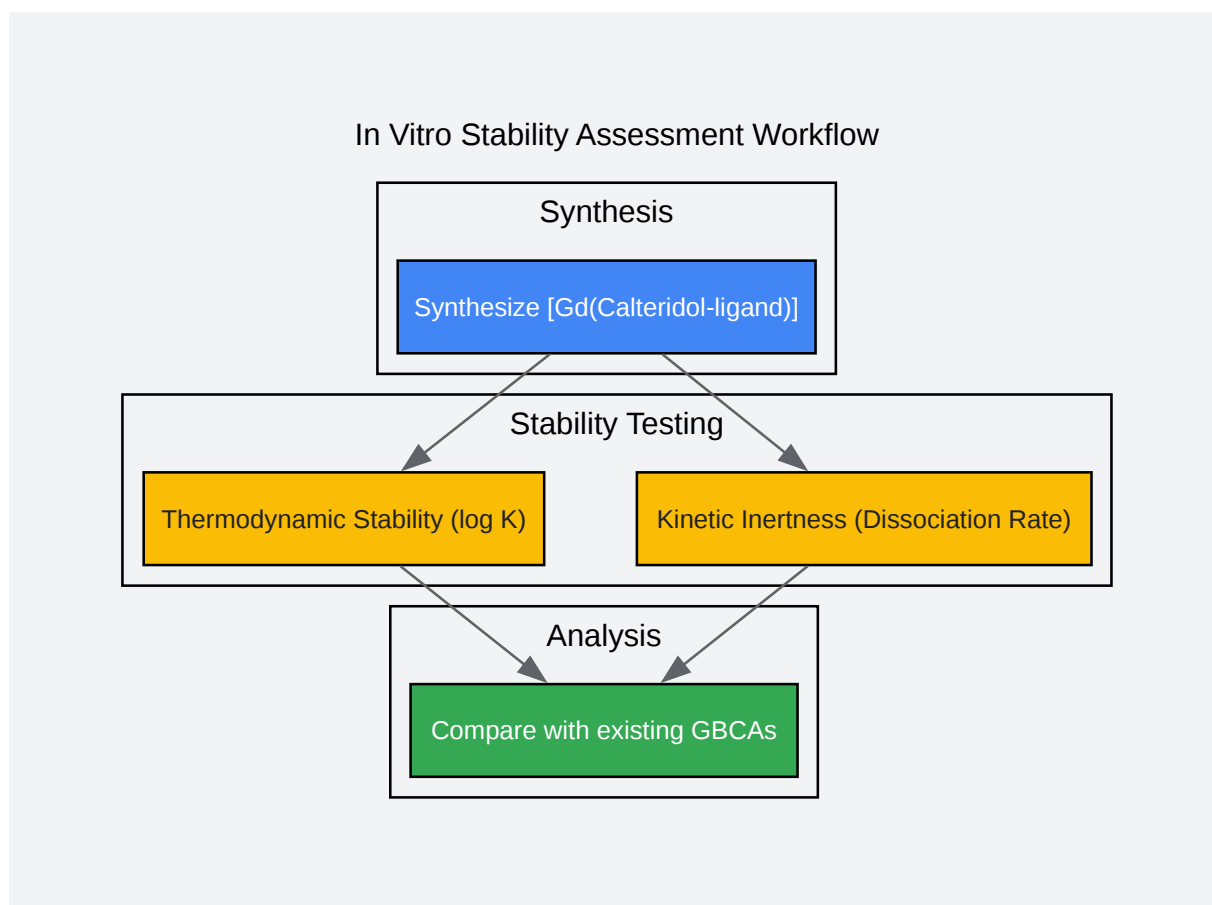 In Vitro Stability Assessment Workflow
Synthesis
Synthesize [Gd(Calteridol-ligand)]
Stability Testing
Thermodynamic Stability (log K)
Kinetic Inertness (Dissociation Rate)
Analysis
Compare with existing GBCAs